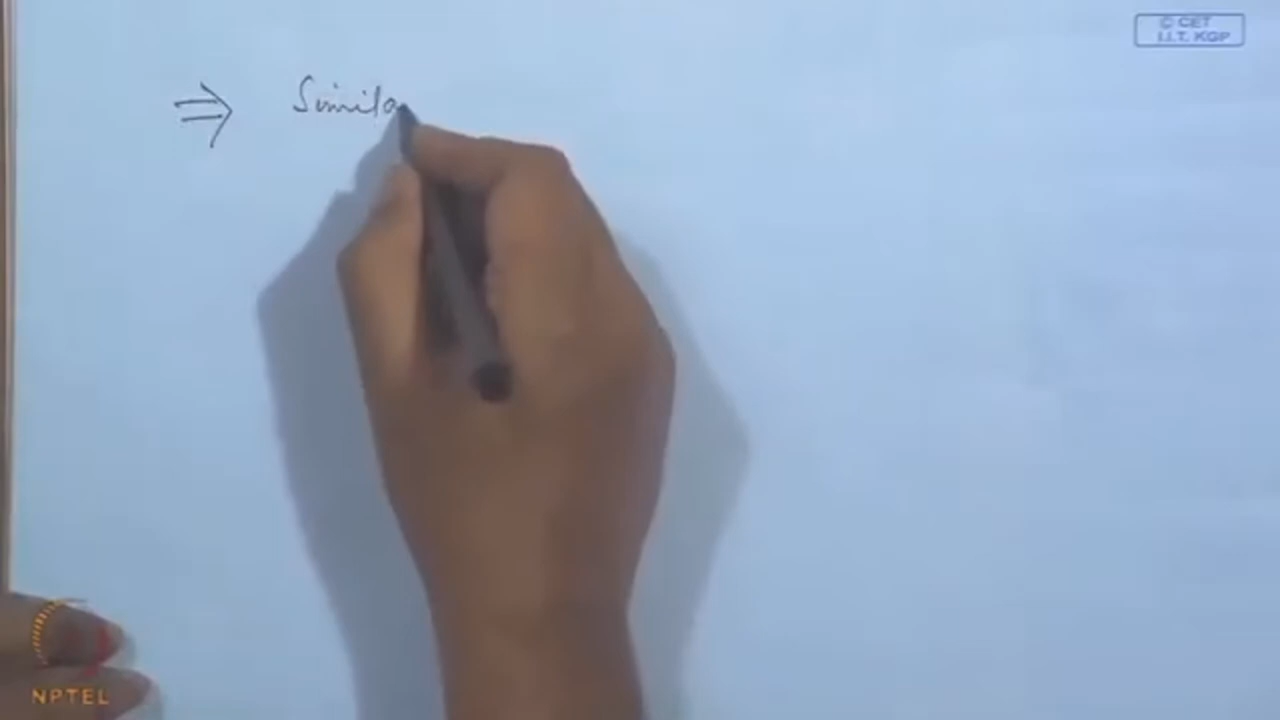 © CET
I.I.T. KGP
⇒ Simila
NPTEL